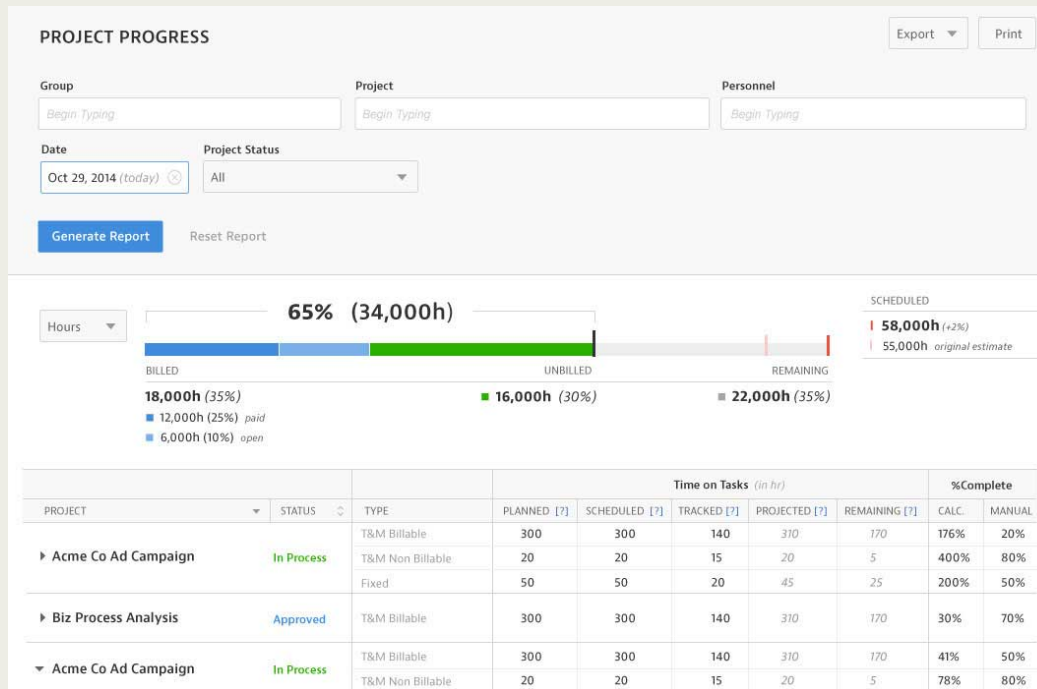 PROJECT PROGRESS
Export Print
Group Project Personnel
Begin Typing Begin Typing Begin Typing
Date Project Status
Oct 29, 2014 (today) All
Generate Report Reset Report
SCHEDULED
65% (34,000h)
Hours
58,000h (+2%)
55,000h original estimate
BILLED UNBILLED REMAINING
18,000h (35%) 16,000h (30%) 22,000h (35%)
12,000h (25%) paid
6,000h (10%) open
Time on Tasks (in hr) %Complete
PROJECT STATUS TYPE PLANNED [?] SCHEDULED [?] TRACKED [?] PROJECTED [?] REMAINING [?] CALC. MANUAL
T&M Billable 300 300 140 310 170 176% 20%
Acme Co Ad Campaign In Process T&M Non Billable 20 20 15 20 5 400% 80%
Fixed 50 50 20 45 25 200% 50%
Biz Process Analysis Approved T&M Billable 300 300 140 310 170 30% 70%
T&M Billable 300 300 140 310 170 41% 50%
Acme Co Ad Campaign In Process T&M Non Billable 20 20 15 20 5 78% 80%